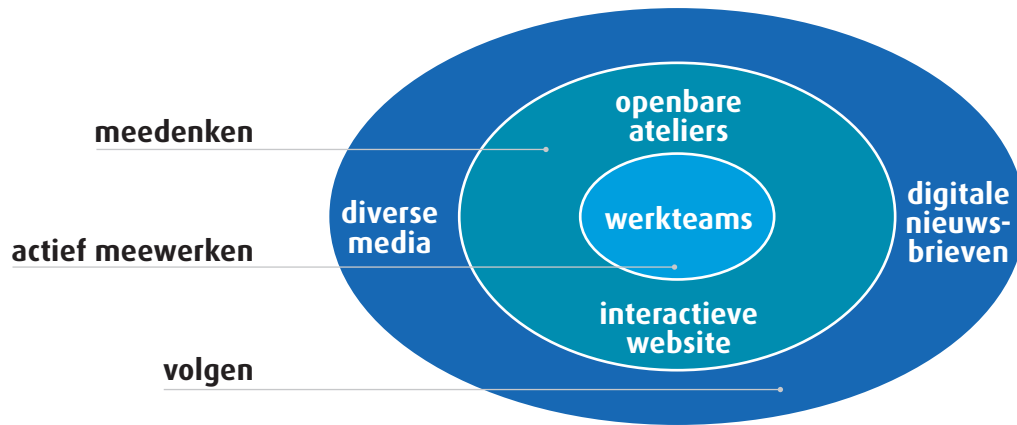 meedenken
actief meewerken
volgen
openbare
ateliers
diverse
media
werkteams
digitale
nieuws-
brieven
interactieve
website